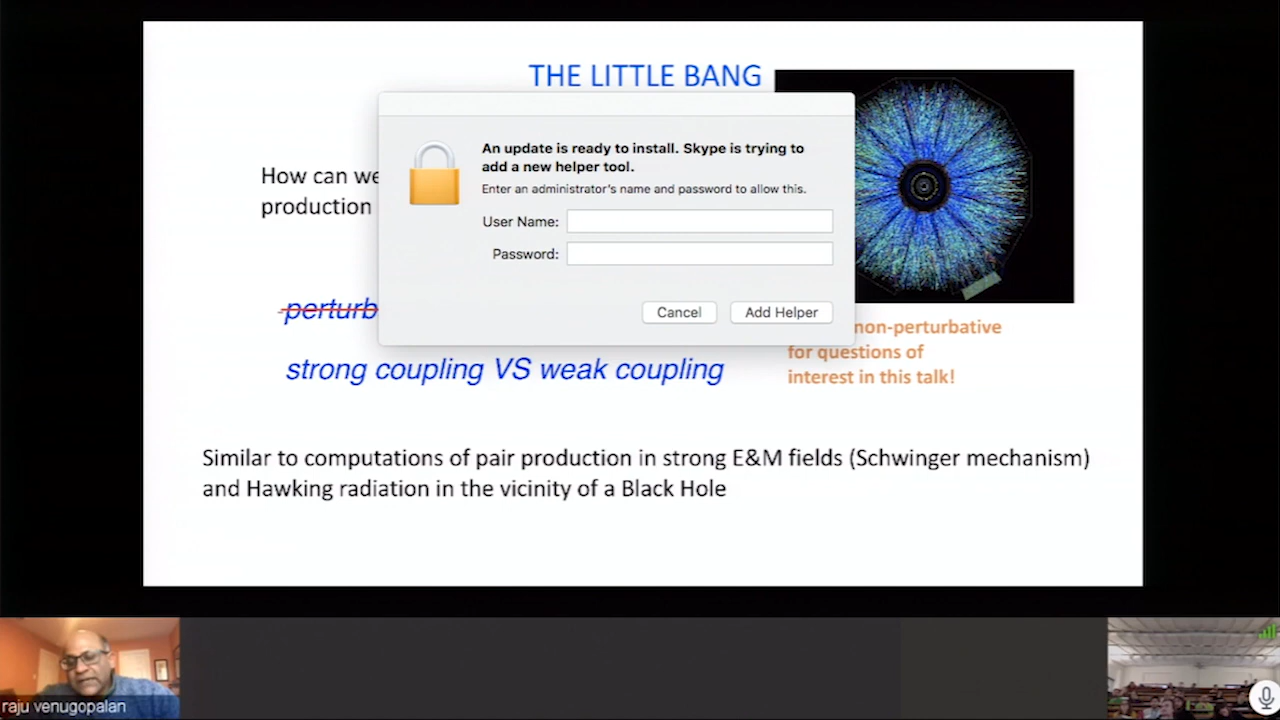 THE LITTLE BANG
An update is ready to install. Skype is trying to
add a new helper tool.
Enter an administrator's name and password to allow this.
User Name:
Password:
Cancel
Add Helper
How can we
production
perturb
strong coupling VS weak coupling
non-perturbative
for questions of
interest in this talk!
Similar to computations of pair production in strong E&M fields (Schwinger mechanism)
and Hawking radiation in the vicinity of a Black Hole
raju venugopalan